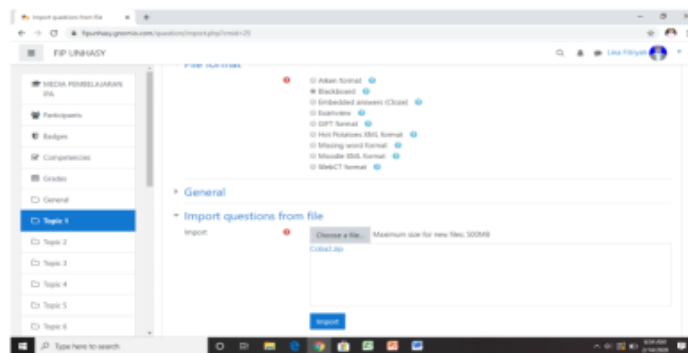 Import questions from file
fipunhasy.gnomio.com/question/import.php?cmid=25
FIP UNHASY
Lina Fitriyah
MEDIA PEMBELAJARAN IPA
Participants
Badges
Competencies
Grades
General
Topic 1
Topic 2
Topic 3
Topic 4
Topic 5
Topic 6
File format
Aiken format
Blackboard
Embedded answers (Cloze)
Examview
GIFT format
Hot Potatoes XML format
Missing word format
Moodle XML format
WebCT format
General
Import questions from file
Import
Choose a file...
Maximum size for new files: 500MB
Coba2.zip
Import
Type here to search